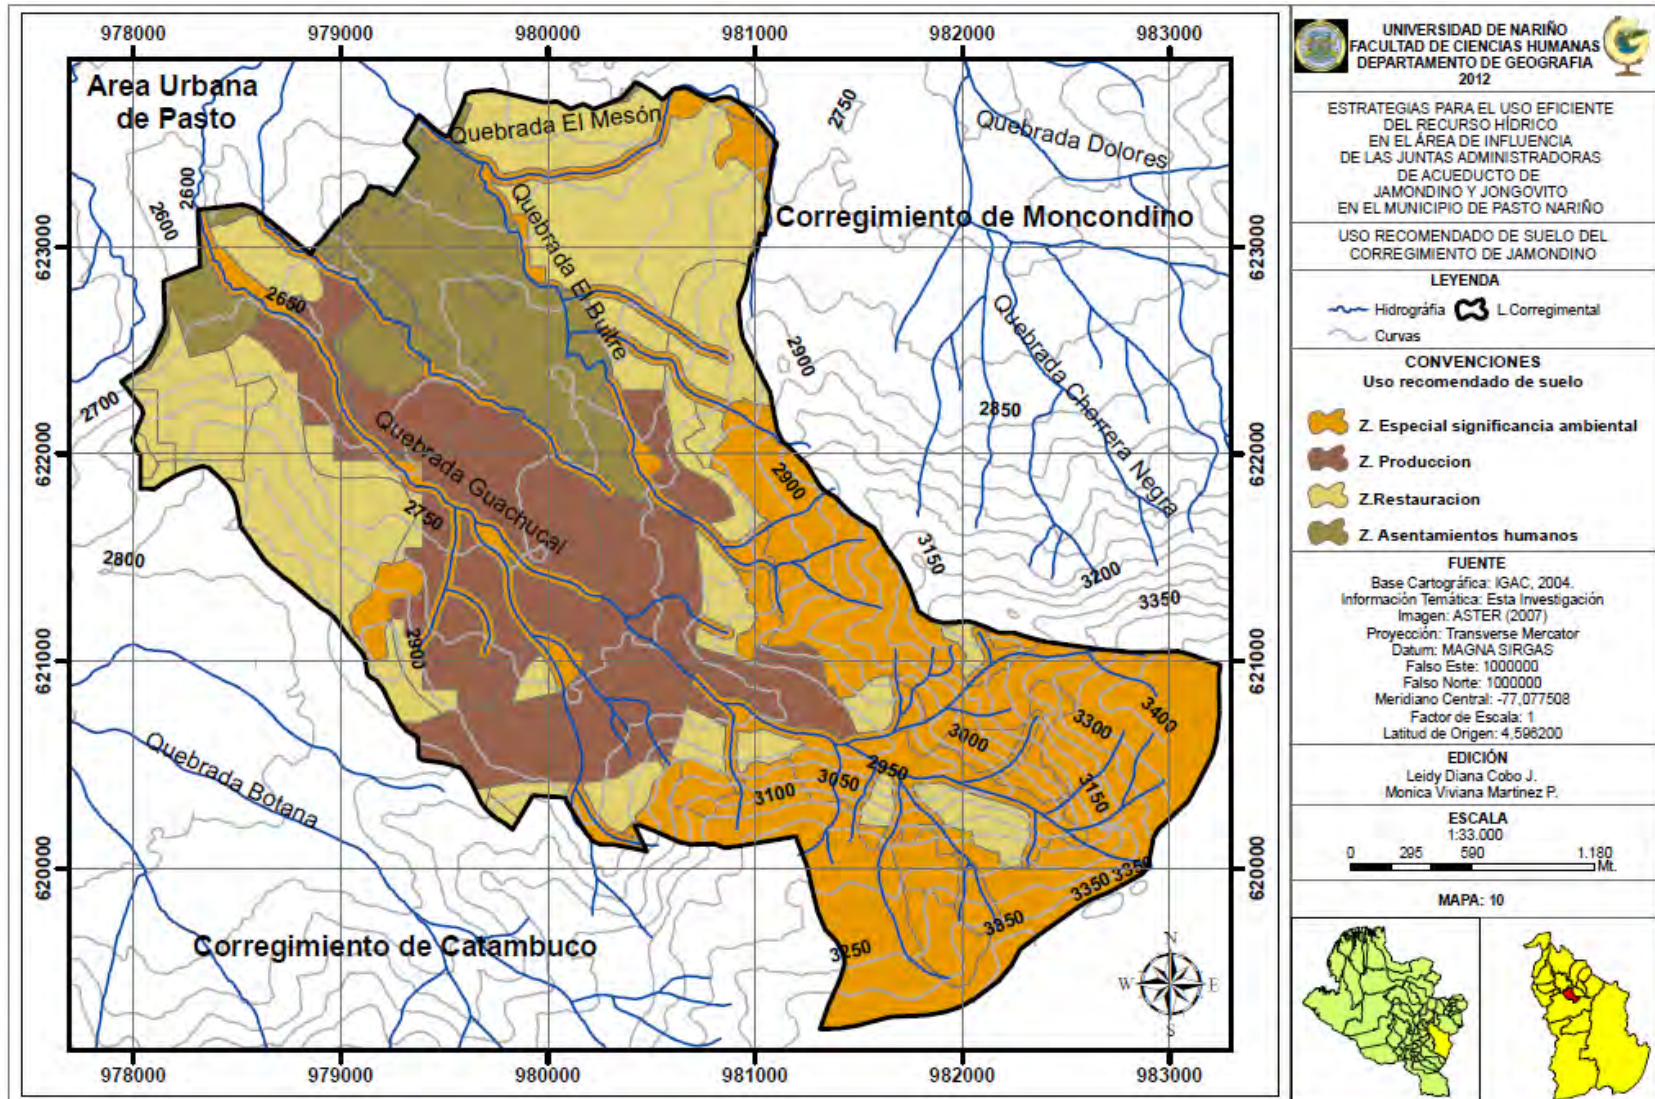 978000
979000
980000
981000
982000
983000
Area Urbana
de Pasto
Quebrada El Mesón
2750
Quebrada Dolores
2600
2600
Corregimiento de Moncondino
623000
623000
Quebrada El Buitre
2650
Quebrada Chorrera Negra
2900
2700
2850
Quebrada Guachucal
622000
622000
2900
2750
2800
3150
3200
3350
2900
621000
621000
3400
3300
3000
Quebrada Botana
2950
3050
3100
3150
620000
620000
3350
3350
3350
3250
Corregimiento de Catambuco
N
W
E
S
978000
979000
980000
981000
982000
983000
UNIVERSIDAD DE NARIÑO
FACULTAD DE CIENCIAS HUMANAS
DEPARTAMENTO DE GEOGRAFIA
2012
ESTRATEGIAS PARA EL USO EFICIENTE
DEL RECURSO HÍDRICO
EN EL ÁREA DE INFLUENCIA
DE LAS JUNTAS ADMINISTRADORAS
DE ACUEDUCTO DE
JAMONDINO Y JONGOVITO
EN EL MUNICIPIO DE PASTO NARIÑO
USO RECOMENDADO DE SUELO DEL
CORREGIMIENTO DE JAMONDINO
LEYENDA
Hidrográfia L.Corregimental
Curvas
CONVENCIONES
Uso recomendado de suelo
Z. Especial significancia ambiental
Z. Produccion
Z.Restauracion
Z. Asentamientos humanos
FUENTE
Base Cartográfica: IGAC, 2004.
Información Temática: Esta Investigación
Imagen: ASTER (2007)
Proyección: Transverse Mercator
Datum: MAGNA SIRGAS
Falso Este: 1000000
Falso Norte: 1000000
Meridiano Central: -77,077508
Factor de Escala: 1
Latitud de Origen: 4,596200
EDICIÓN
Leidy Diana Cobo J.
Monica Viviana Martinez P.
ESCALA
1:33.000
0 295 590 1.180
Mt.
MAPA: 10